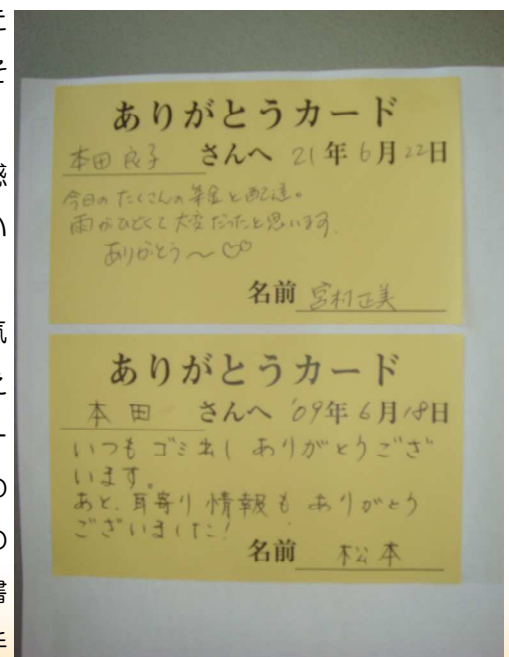 ありがとうカード
本田良子 さんへ 21年6月22日
今日の たくさんの集金と配達。
雨がひどくて大変だったと思います。
ありがとう〜♡♡
名前 宮村正美
ありがとうカード
本田 さんへ '09年6月18日
いつも ゴミ出し ありがとうござ
います。
あと、耳寄り情報も ありがとう
ございました!
名前 松本